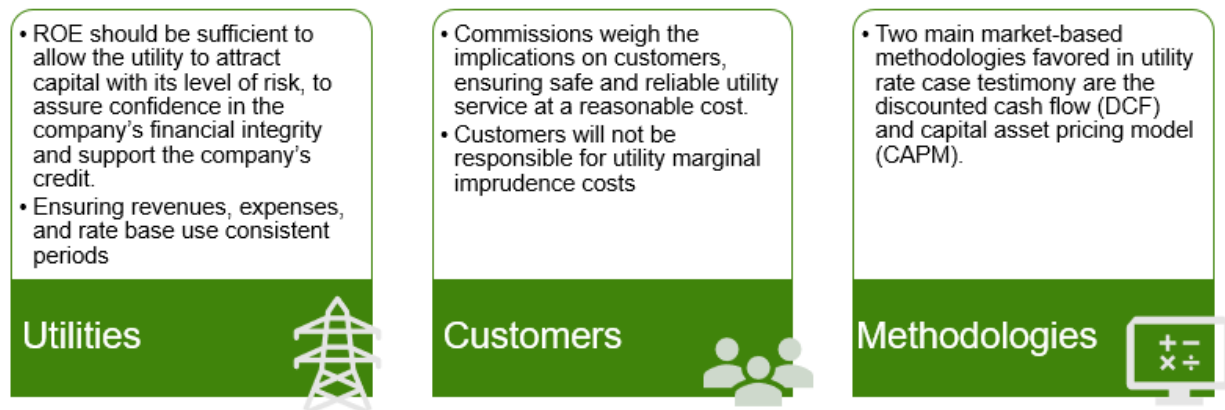 • ROE should be sufficient to
allow the utility to attract
capital with its level of risk, to
assure confidence in the
company's financial integrity
and support the company's
credit.
• Ensuring revenues, expenses,
and rate base use consistent
periods
Utilities
• Commissions weigh the
implications on customers,
ensuring safe and reliable utility
service at a reasonable cost.
• Customers will not be
responsible for utility marginal
imprudence costs
Customers
• Two main market-based
methodologies favored in utility
rate case testimony are the
discounted cash flow (DCF)
and capital asset pricing model
(CAPM).
Methodologies
+ −
× ÷